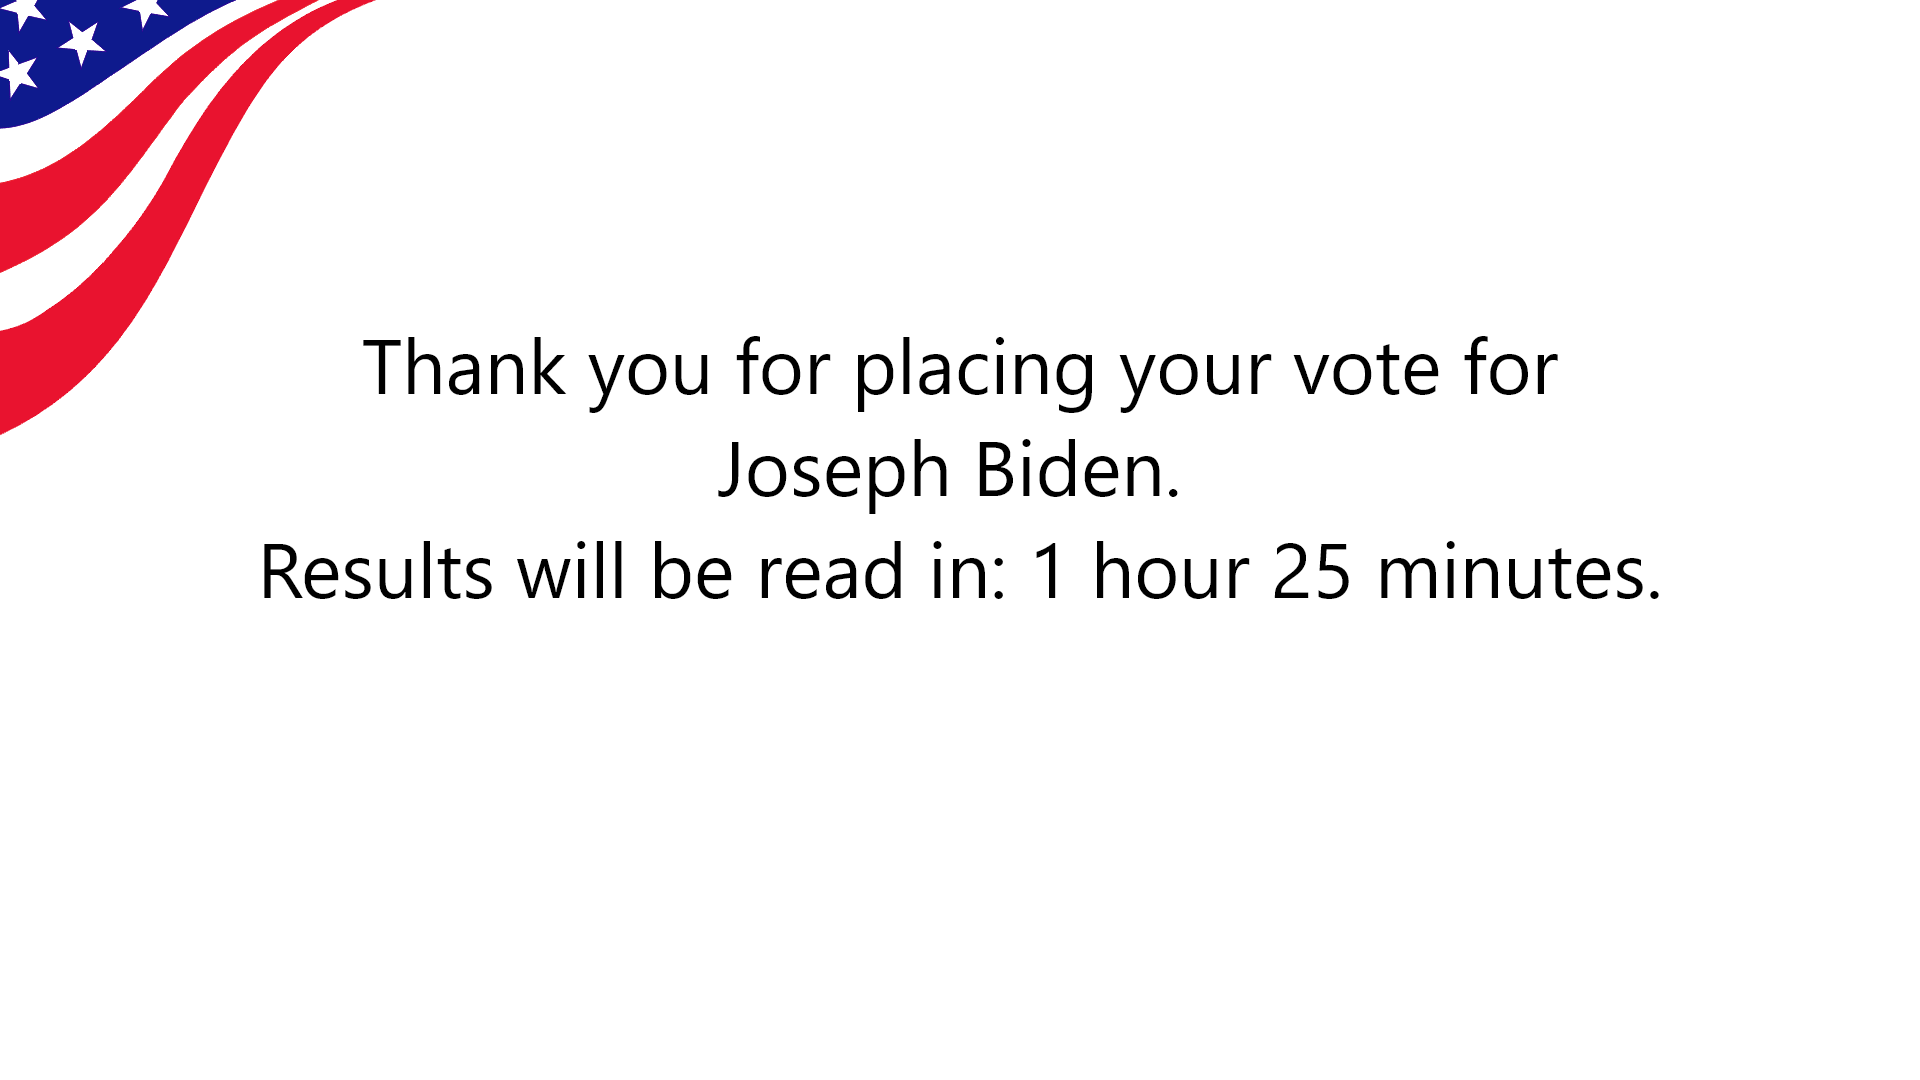 Thank you for placing your vote for
Joseph Biden.
Results will be read in: 1 hour 25 minutes.